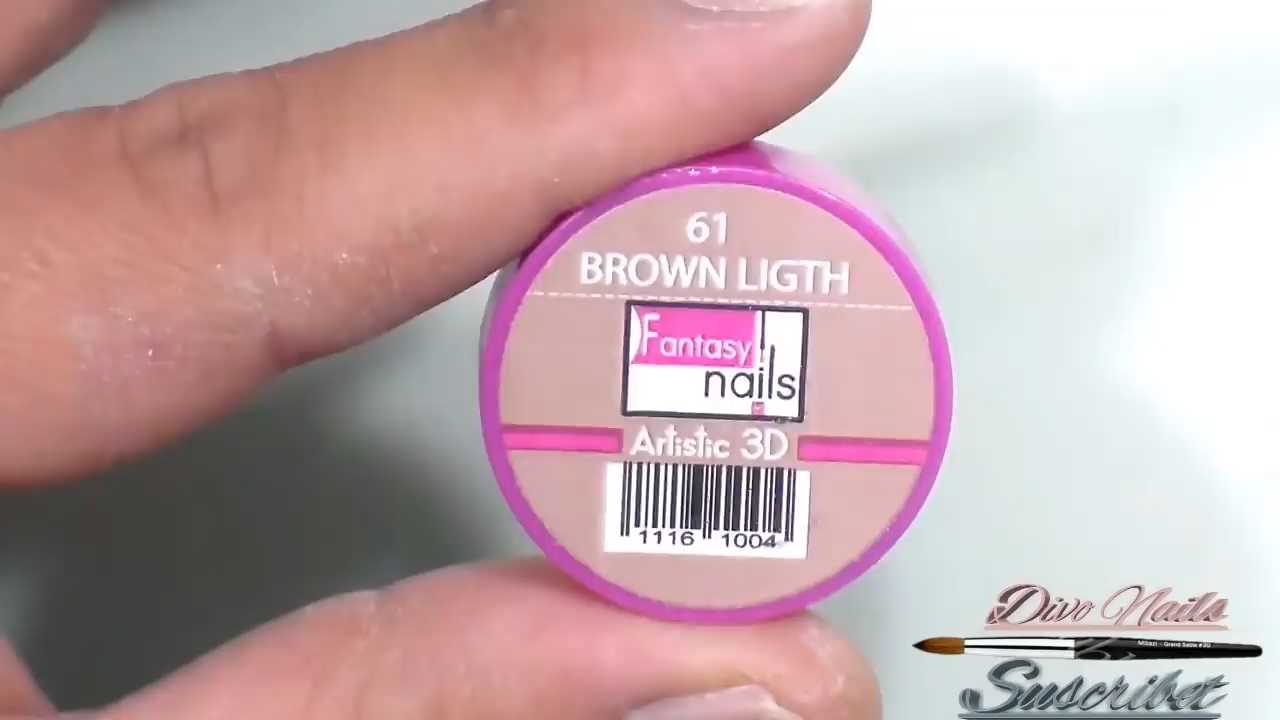 61
BROWN LIGTH
Fantasy
nails
Artistic 3D
1116 1004
Divo Nails
Suscribet